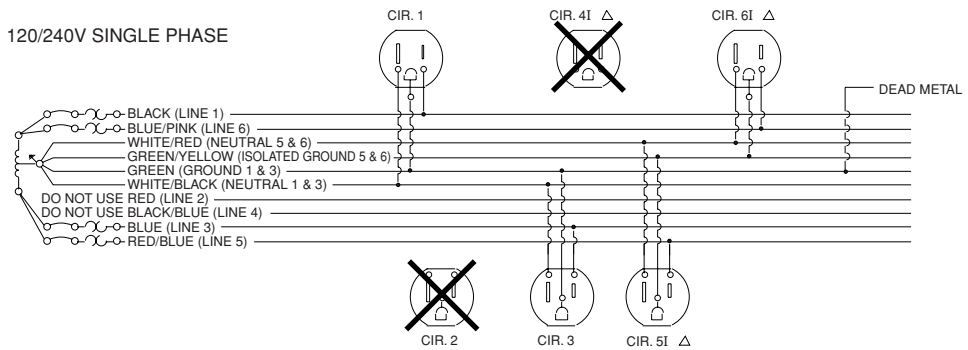 120/240V SINGLE PHASE
CIR. 1
CIR. 4I △
CIR. 6I △
DEAD METAL
BLACK (LINE 1)
BLUE/PINK (LINE 6)
WHITE/RED (NEUTRAL 5 & 6)
GREEN/YELLOW (ISOLATED GROUND 5 & 6)
GREEN (GROUND 1 & 3)
WHITE/BLACK (NEUTRAL 1 & 3)
DO NOT USE RED (LINE 2)
DO NOT USE BLACK/BLUE (LINE 4)
BLUE (LINE 3)
RED/BLUE (LINE 5)
CIR. 2
CIR. 3
CIR. 5I △